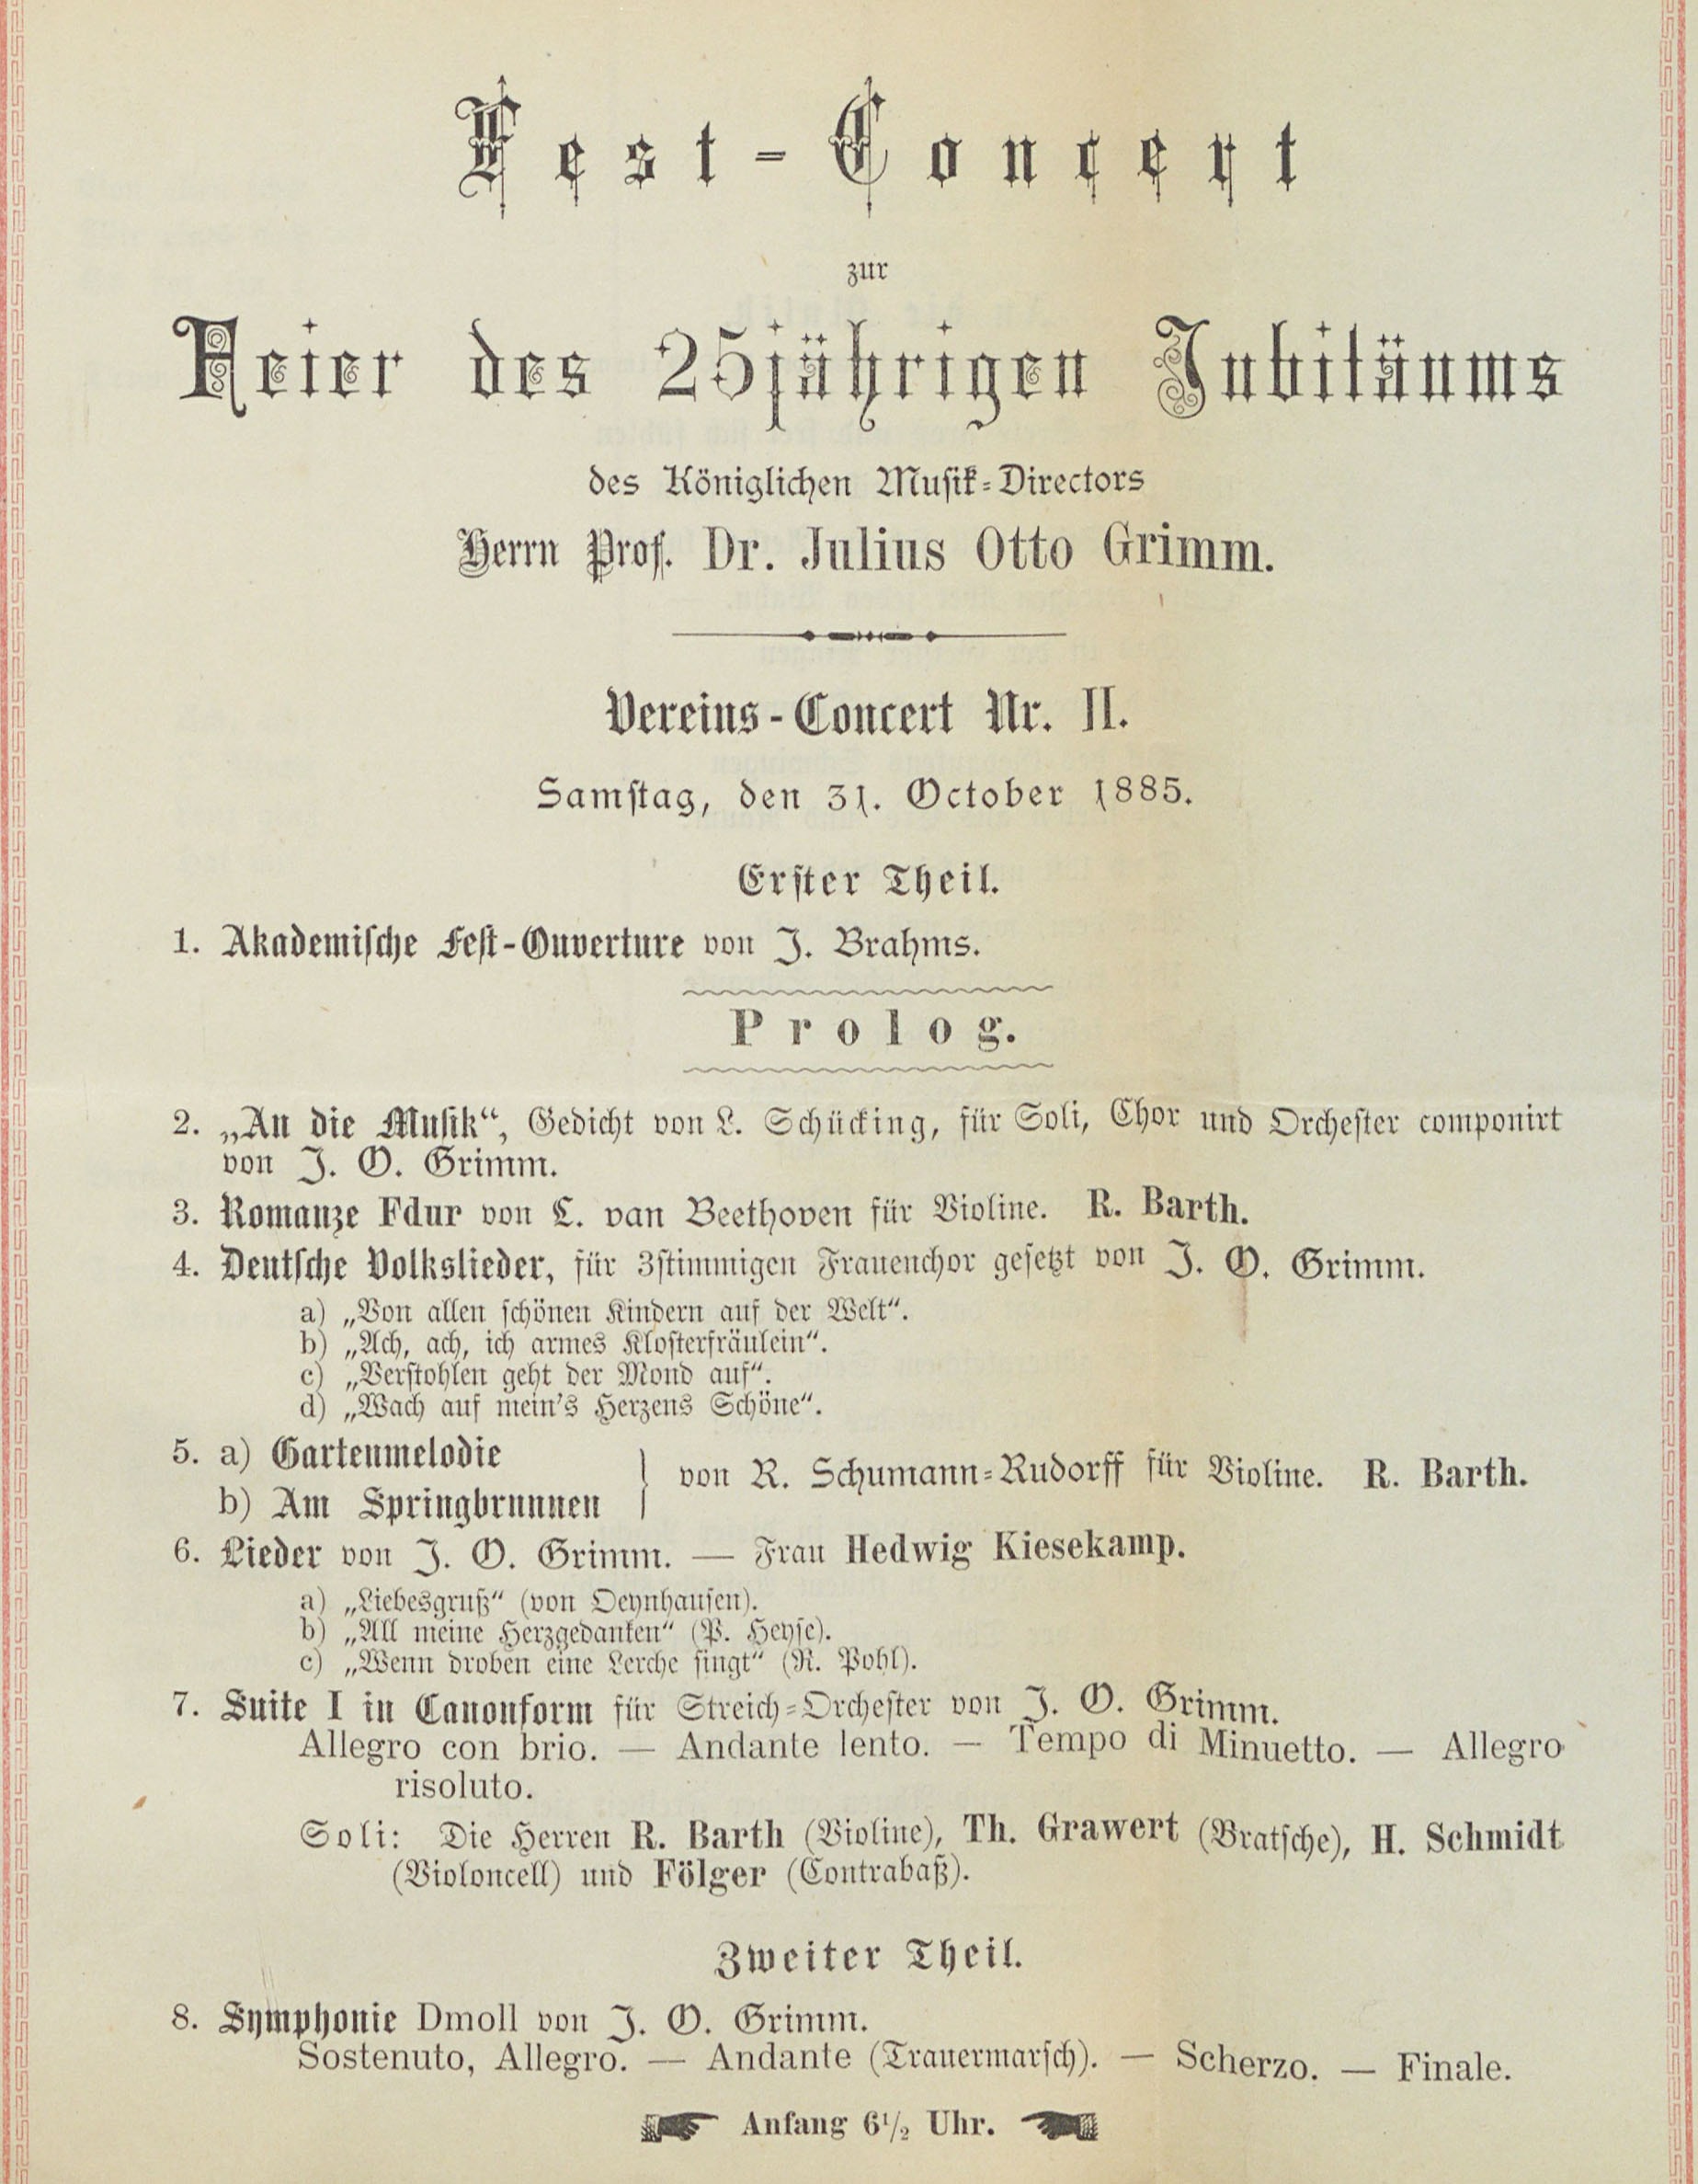 Fest-Concert
zur
Feier des 25jährigen Jubiläums
des Königlichen Musik-Directors
Herrn Prof. Dr. Julius Otto Grimm.
Vereins-Concert Nr. II.
Samstag, den 31. October 1885.
Erster Theil.
1. Akademische Fest-Ouverture von J. Brahms.
Prolog.
2. „An die Musik“, Gedicht von L. Schücking, für Soli, Chor und Orchester componirt
von J. O. Grimm.
3. Romanze Fdur von L. van Beethoven für Violine. R. Barth.
4. Deutsche Volkslieder, für 3stimmigen Frauenchor gesetzt von J. O. Grimm.
a) „Von allen schönen Kindern auf der Welt“.
b) „Ach, ach, ich armes Klosterfräulein“.
c) „Verstohlen geht der Mond auf“.
d) „Wach auf mein's Herzens Schöne“.
5. a) Gartenmelodie
b) Am Springbrunnen } von R. Schumann-Rudorff für Violine. R. Barth.
6. Lieder von J. O. Grimm. — Frau Hedwig Kiesekamp.
a) „Liebesgruß“ (von Oeynhausen).
b) „All meine Herzgedanken“ (P. Heyse).
c) „Wenn droben eine Lerche singt“ (R. Pohl).
7. Suite I in Canonform für Streich-Orchester von J. O. Grimm.
Allegro con brio. — Andante lento. — Tempo di Minuetto. — Allegro
risoluto.
Soli: Die Herren R. Barth (Violine), Th. Grawert (Bratsche), H. Schmidt
(Violoncell) und Fölger (Contrabaß).
Zweiter Theil.
8. Symphonie Dmoll von J. O. Grimm.
Sostenuto, Allegro. — Andante (Trauermarsch). — Scherzo. — Finale.
Anfang 6½ Uhr.